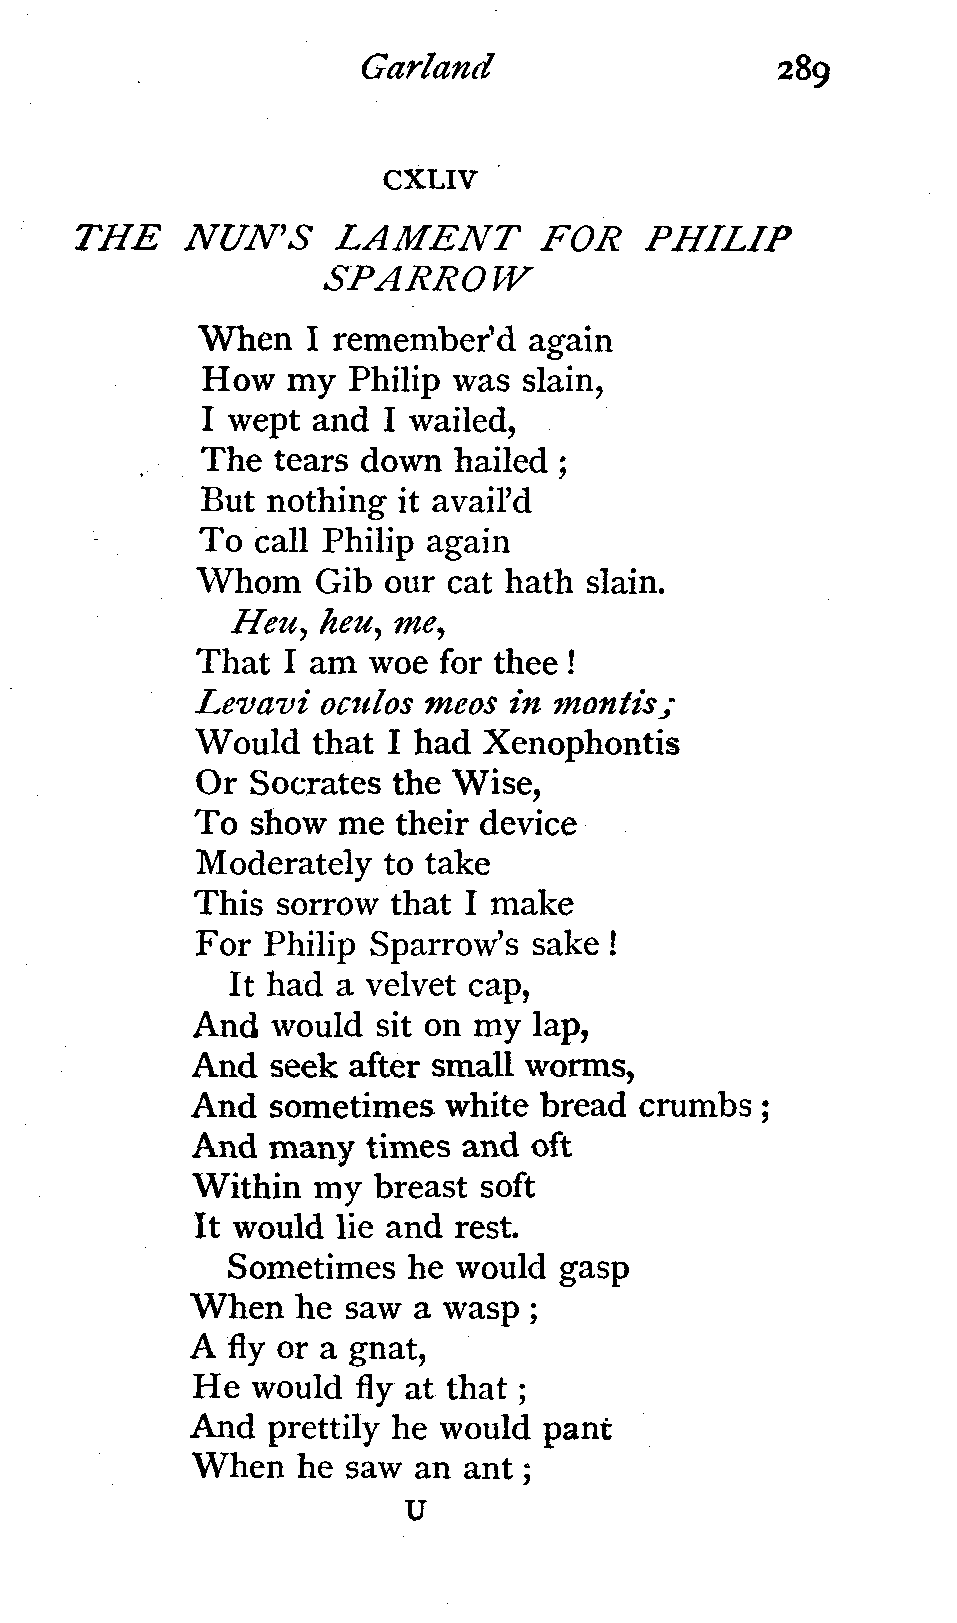 Garland 289
CXLIV
THE NUN'S LAMENT FOR PHILIP
SPARROW
When I remember'd again
How my Philip was slain,
I wept and I wailed,
The tears down hailed ;
But nothing it avail'd
To call Philip again
Whom Gib our cat hath slain.
Heu, heu, me,
That I am woe for thee !
Levavi oculos meos in montis ;
Would that I had Xenophontis
Or Socrates the Wise,
To show me their device
Moderately to take
This sorrow that I make
For Philip Sparrow's sake !
It had a velvet cap,
And would sit on my lap,
And seek after small worms,
And sometimes white bread crumbs ;
And many times and oft
Within my breast soft
It would lie and rest.
Sometimes he would gasp
When he saw a wasp ;
A fly or a gnat,
He would fly at that ;
And prettily he would pant
When he saw an ant ;
U